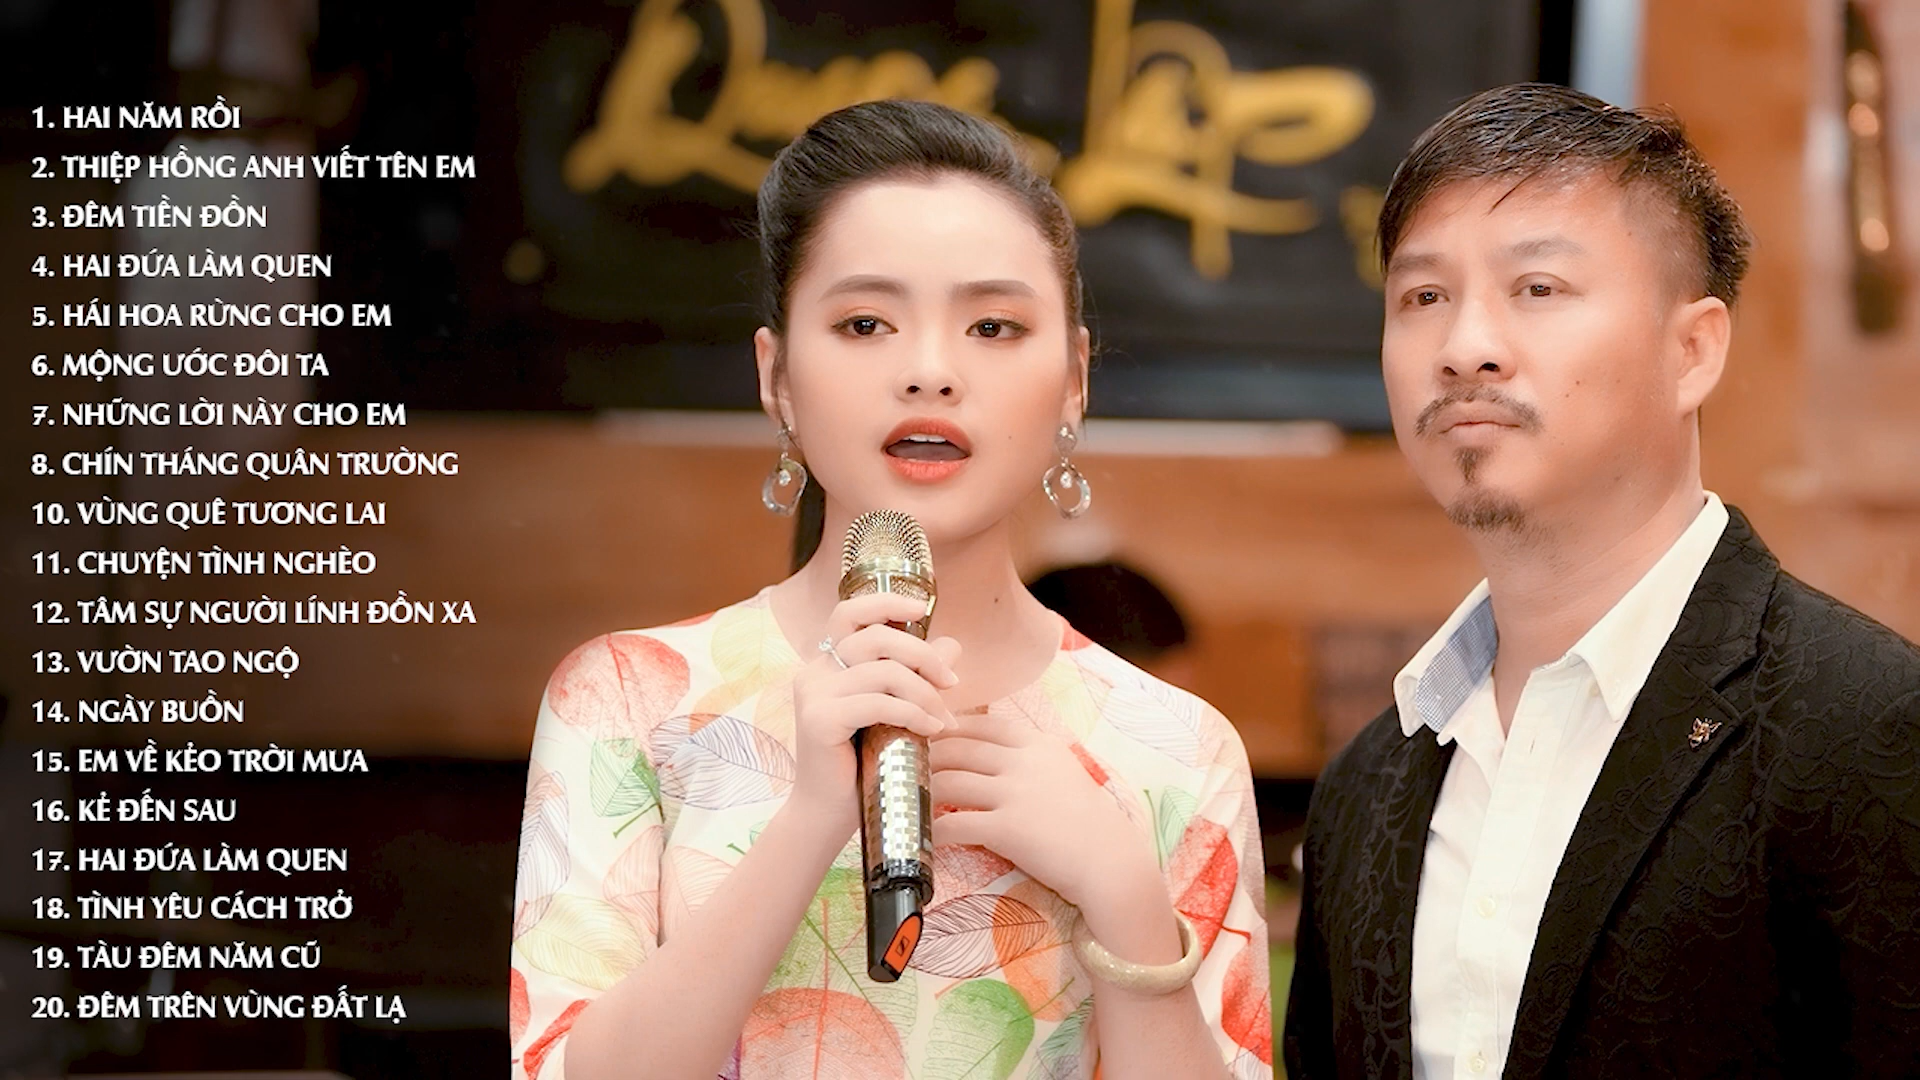 1. HAI NĂM RỒI
2. THIỆP HỒNG ANH VIẾT TÊN EM
3. ĐÊM TIỀN ĐỒN
4. HAI ĐỨA LÀM QUEN
5. HÁI HOA RỪNG CHO EM
6. MỘNG ƯỚC ĐÔI TA
7. NHỮNG LỜI NÀY CHO EM
8. CHÍN THÁNG QUÂN TRƯỜNG
10. VÙNG QUÊ TƯƠNG LAI
11. CHUYỆN TÌNH NGHÈO
12. TÂM SỰ NGƯỜI LÍNH ĐỒN XA
13. VƯỜN TAO NGỘ
14. NGÀY BUỒN
15. EM VỀ KẺO TRỜI MƯA
16. KẺ ĐẾN SAU
17. HAI ĐỨA LÀM QUEN
18. TÌNH YÊU CÁCH TRỞ
19. TÀU ĐÊM NĂM CŨ
20. ĐÊM TRÊN VÙNG ĐẤT LẠ